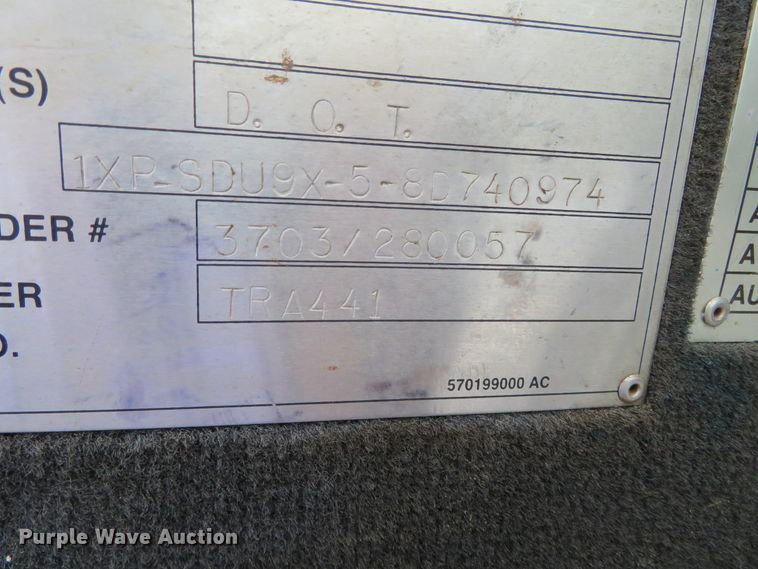 (S)
D. O. T.
1XP-SDU9X-5-8D740974
DER # 3703/280057
ER TRA441
D.
570199000 AC
A
A
AU
Purple Wave Auction®